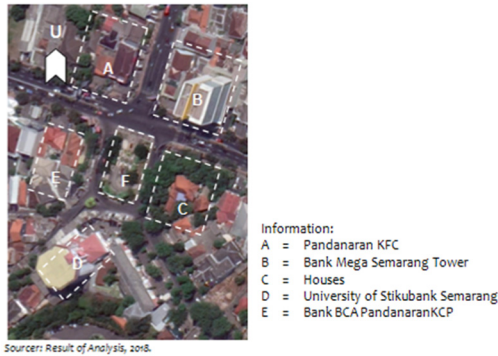 U
A
B
E
F
C
D
Information:
A = Pandanaran KFC
B = Bank Mega Semarang Tower
C = Houses
D = University of Stikubank Semarang
E = Bank BCA PandanaranKCP
Sourcer: Result of Analysis, 2018.